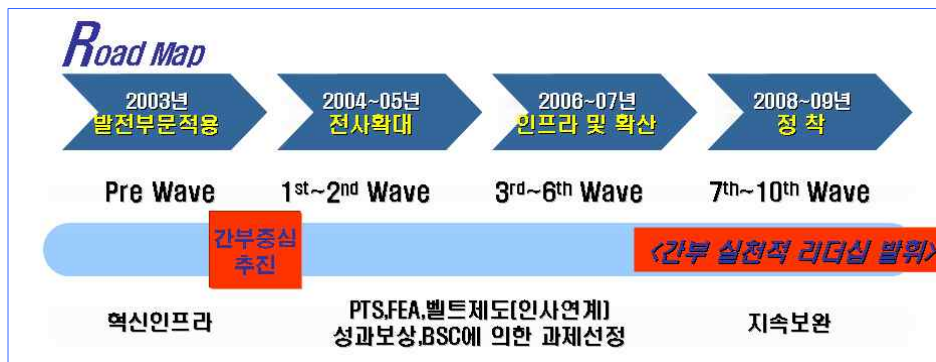 Road Map
2003년
발전부문적용
2004~05년
전사확대
2006~07년
인프라 및 확산
2008~09년
정 착
Pre Wave
1st~2nd Wave
3rd~6th Wave
7th~10th Wave
간부중심
추진
<간부 실천적 리더십 발휘>
혁신인프라
PTS,FEA,벨트제도(인사연계)
성과보상,BSC에 의한 과제선정
지속보완